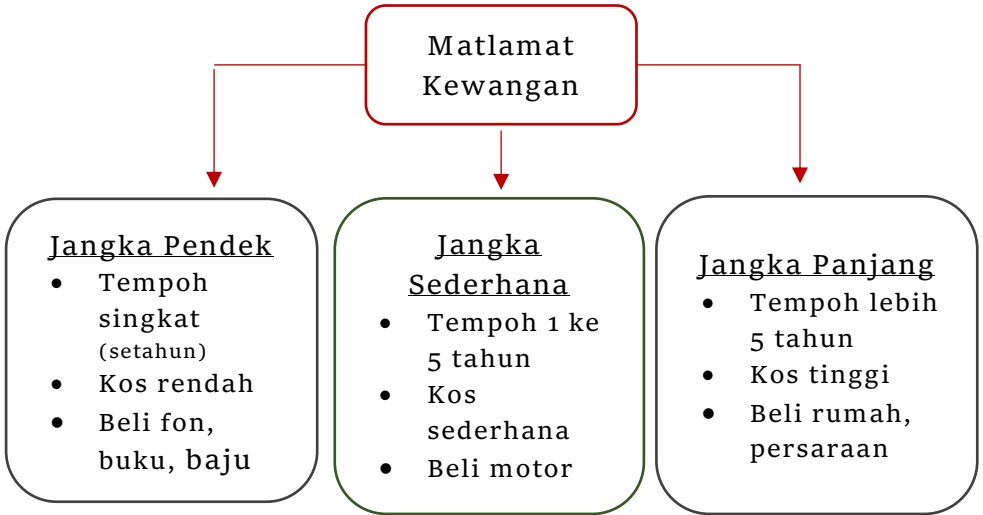 Matlamat
Kewangan
Jangka Pendek
• Tempoh
singkat
(setahun)
• Kos rendah
• Beli fon,
buku, baju
Jangka
Sederhana
• Tempoh 1 ke
5 tahun
• Kos
sederhana
• Beli motor
Jangka Panjang
• Tempoh lebih
5 tahun
• Kos tinggi
• Beli rumah,
persaraan